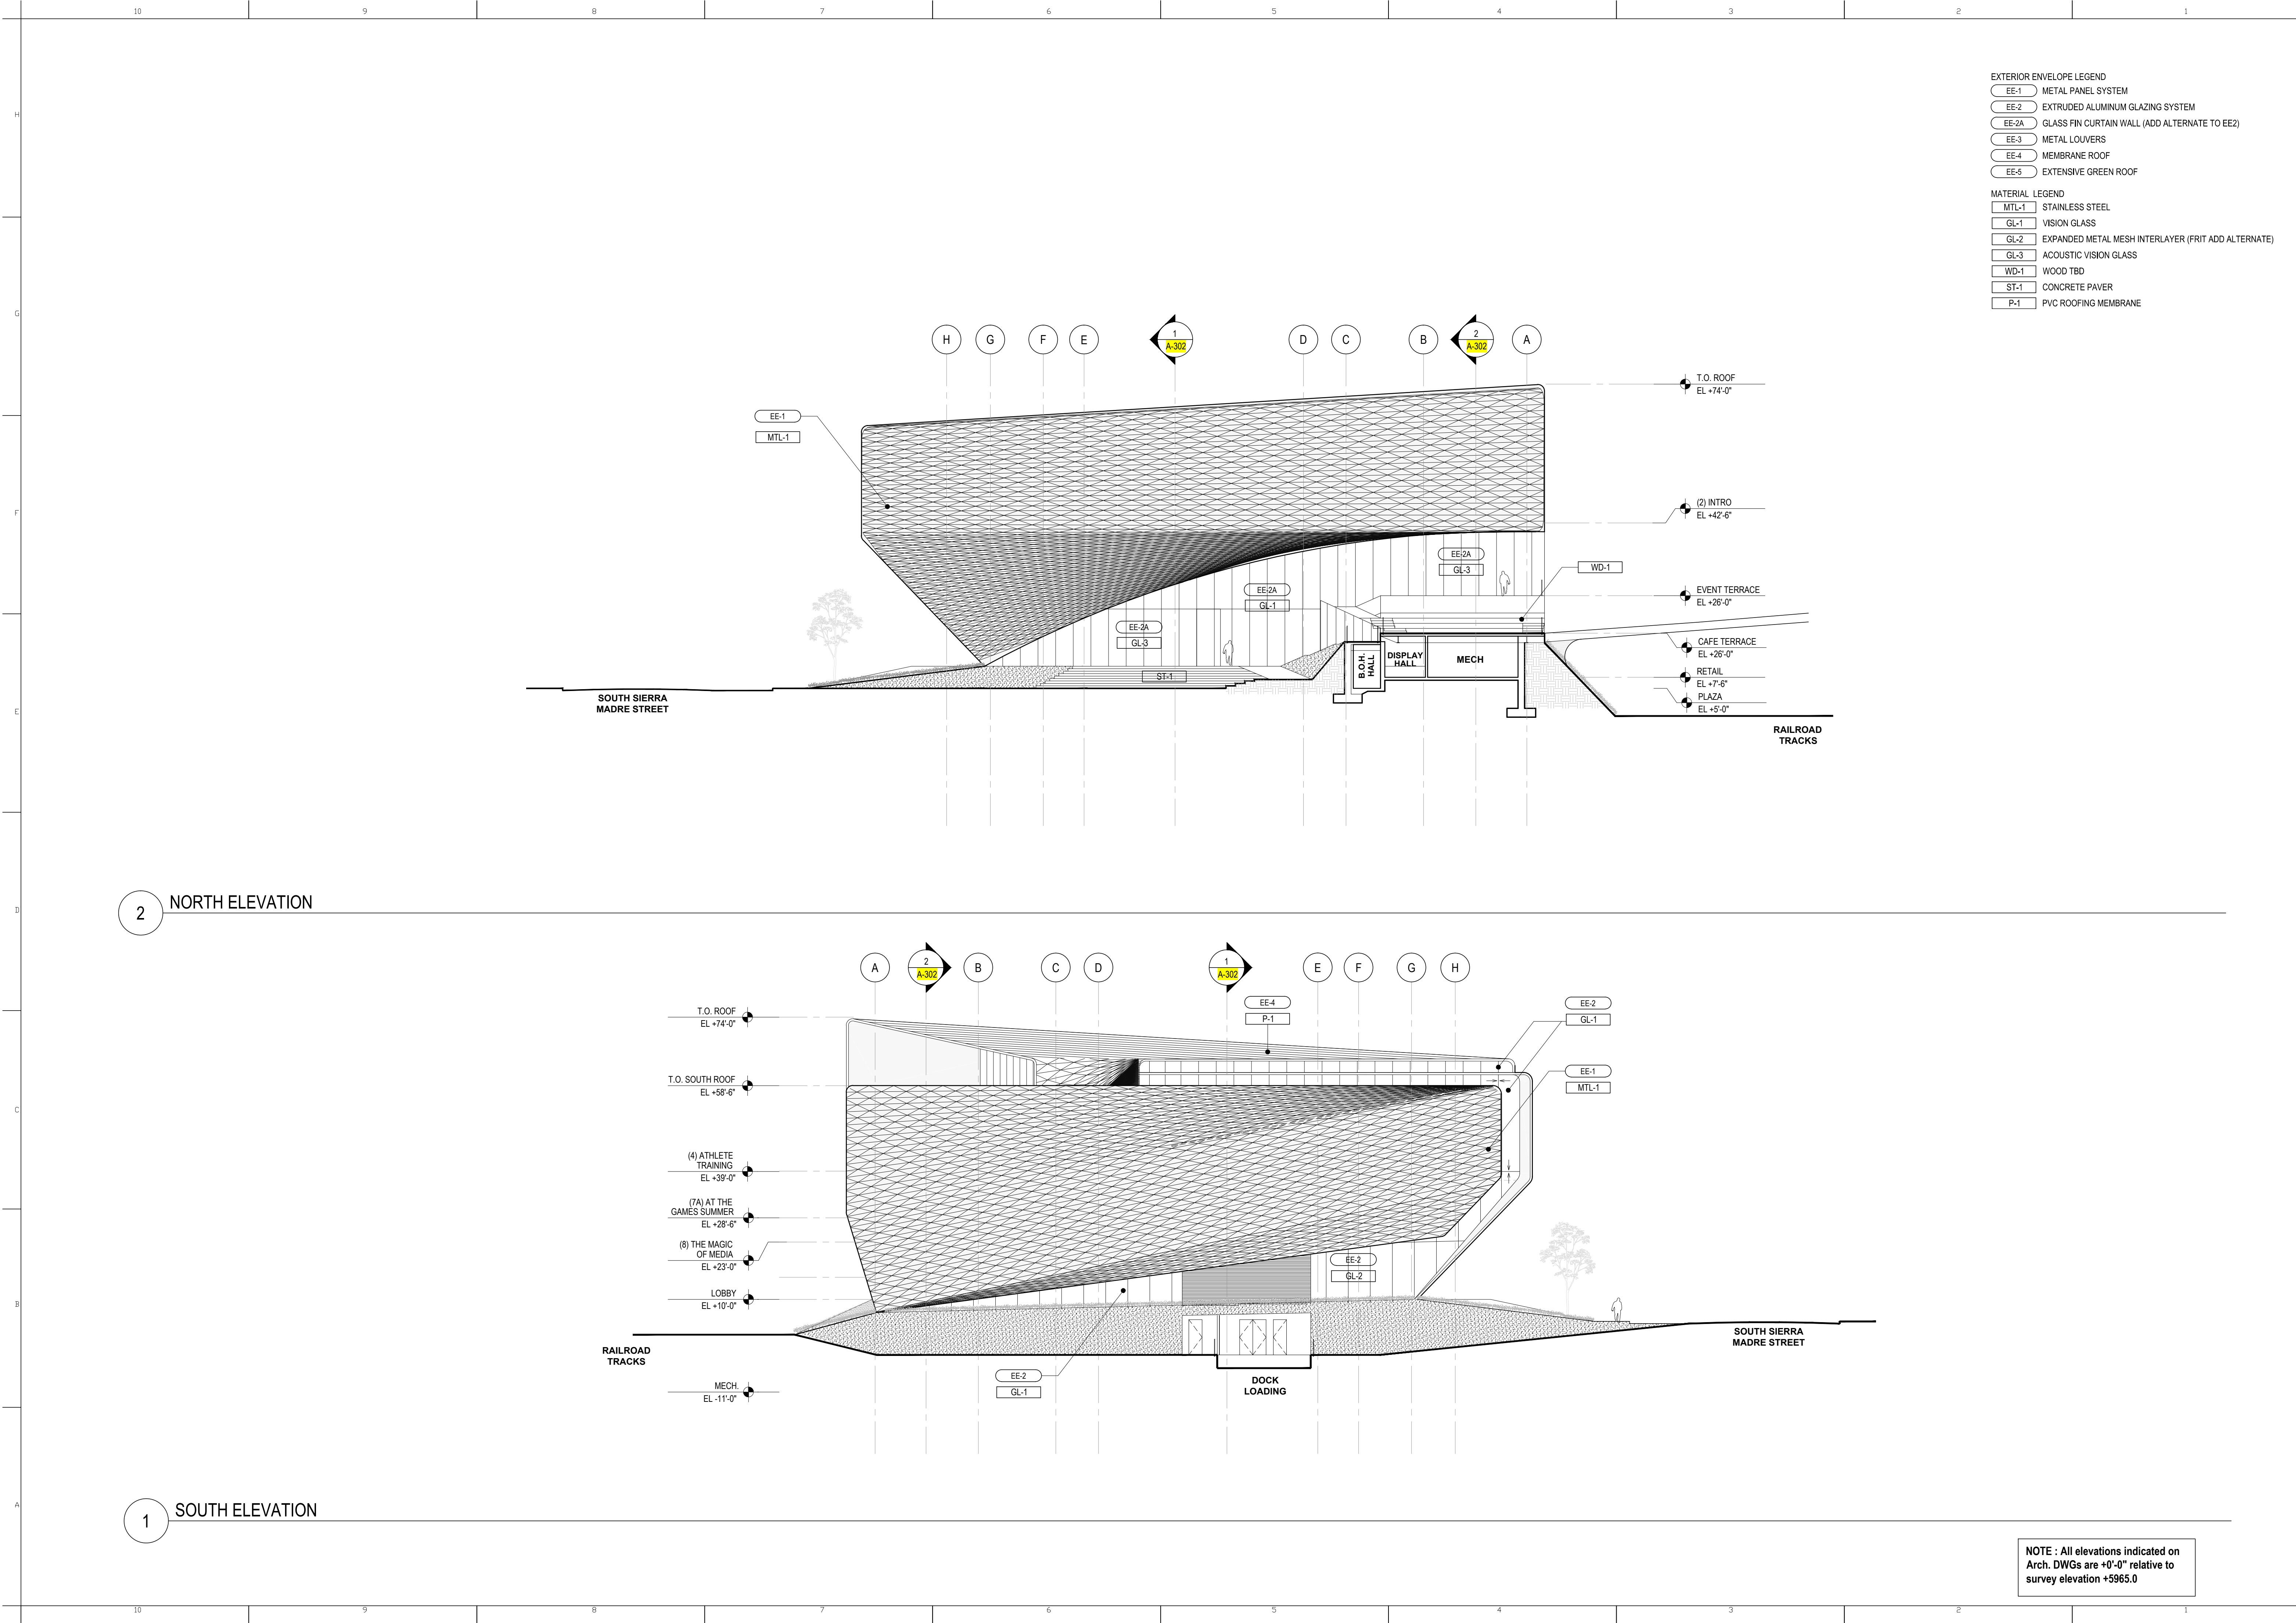 10 9 8 7 6 5 4 3 2 1
EXTERIOR ENVELOPE LEGEND
EE-1 METAL PANEL SYSTEM
EE-2 EXTRUDED ALUMINUM GLAZING SYSTEM
EE-2A GLASS FIN CURTAIN WALL (ADD ALTERNATE TO EE2)
EE-3 METAL LOUVERS
EE-4 MEMBRANE ROOF
EE-5 EXTENSIVE GREEN ROOF
MATERIAL LEGEND
MTL-1 STAINLESS STEEL
GL-1 VISION GLASS
GL-2 EXPANDED METAL MESH INTERLAYER (FRIT ADD ALTERNATE)
GL-3 ACOUSTIC VISION GLASS
WD-1 WOOD TBD
ST-1 CONCRETE PAVER
P-1 PVC ROOFING MEMBRANE
H
G
F
E
D
C
B
A
H G F E 1 D C B 2 A
A-302 A-302
T.O. ROOF
EL +74'-0"
EE-1
MTL-1
(2) INTRO
EL +42'-6"
EE-2A
GL-3
WD-1
EE-2A
GL-1
EVENT TERRACE
EL +26'-0"
EE-2A
GL-3
CAFE TERRACE
EL +26'-0"
B.O.H.
HALL
DISPLAY
HALL
MECH
ST-1
RETAIL
EL +7'-6"
PLAZA
EL +5'-0"
SOUTH SIERRA
MADRE STREET
RAILROAD
TRACKS
2 NORTH ELEVATION
A 2 B C D 1 E F G H
A-302 A-302
EE-4
P-1
EE-2
GL-1
T.O. ROOF
EL +74'-0"
T.O. SOUTH ROOF
EL +58'-6"
EE-1
MTL-1
(4) ATHLETE
TRAINING
EL +39'-0"
(7A) AT THE
GAMES SUMMER
EL +28'-6"
(8) THE MAGIC
OF MEDIA
EL +23'-0"
EE-2
GL-2
LOBBY
EL +10'-0"
SOUTH SIERRA
MADRE STREET
RAILROAD
TRACKS
EE-2
GL-1
DOCK
LOADING
MECH.
EL -11'-0"
1 SOUTH ELEVATION
NOTE : All elevations indicated on
Arch. DWGs are +0'-0" relative to
survey elevation +5965.0
10 9 8 7 6 5 4 3 2 1